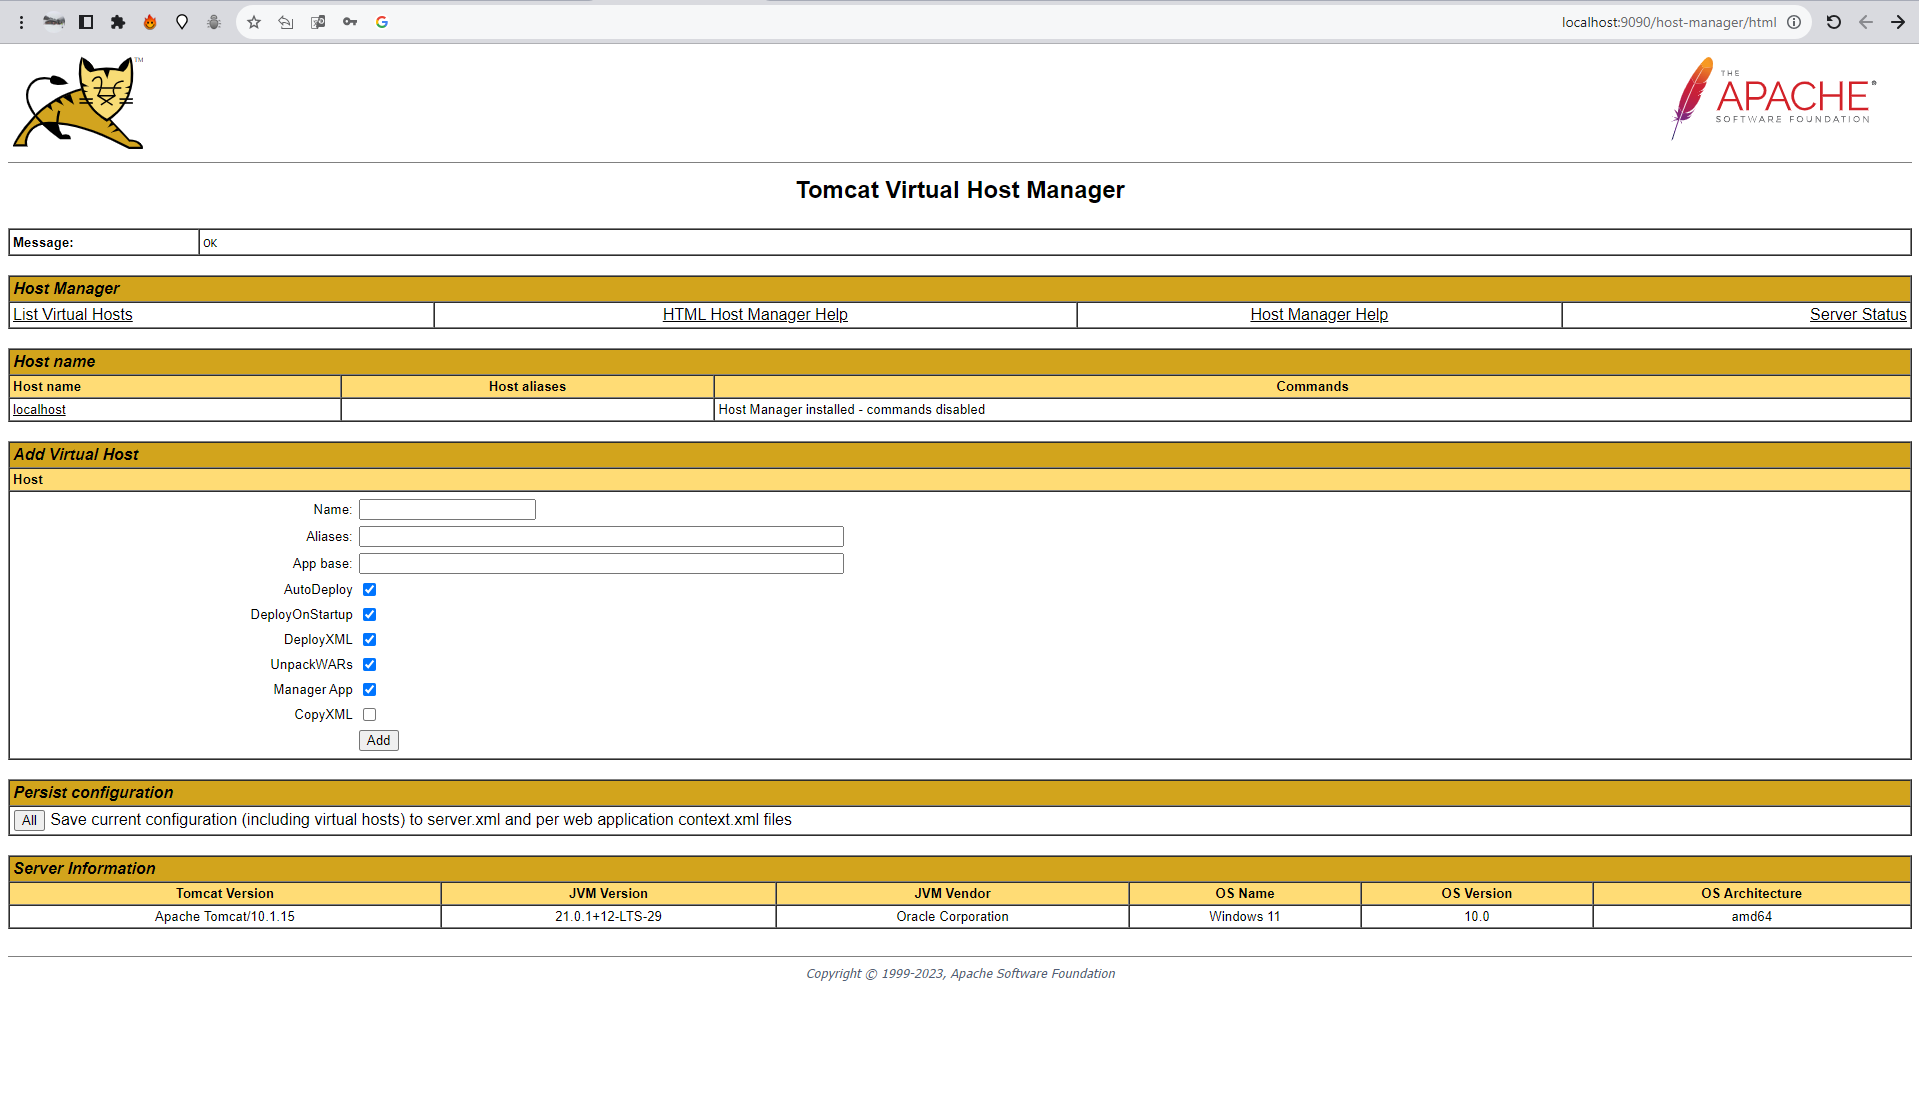 localhost:9090/host-manager/html
TM
THE
APACHE®
SOFTWARE FOUNDATION
Tomcat Virtual Host Manager
Message: OK
Host Manager
List Virtual Hosts HTML Host Manager Help Host Manager Help Server Status
Host name
Host name Host aliases Commands
localhost Host Manager installed - commands disabled
Add Virtual Host
Host
Name:
Aliases:
App base:
AutoDeploy
DeployOnStartup
DeployXML
UnpackWARs
Manager App
CopyXML
Add
Persist configuration
All Save current configuration (including virtual hosts) to server.xml and per web application context.xml files
Server Information
Tomcat Version JVM Version JVM Vendor OS Name OS Version OS Architecture
Apache Tomcat/10.1.15 21.0.1+12-LTS-29 Oracle Corporation Windows 11 10.0 amd64
Copyright © 1999-2023, Apache Software Foundation